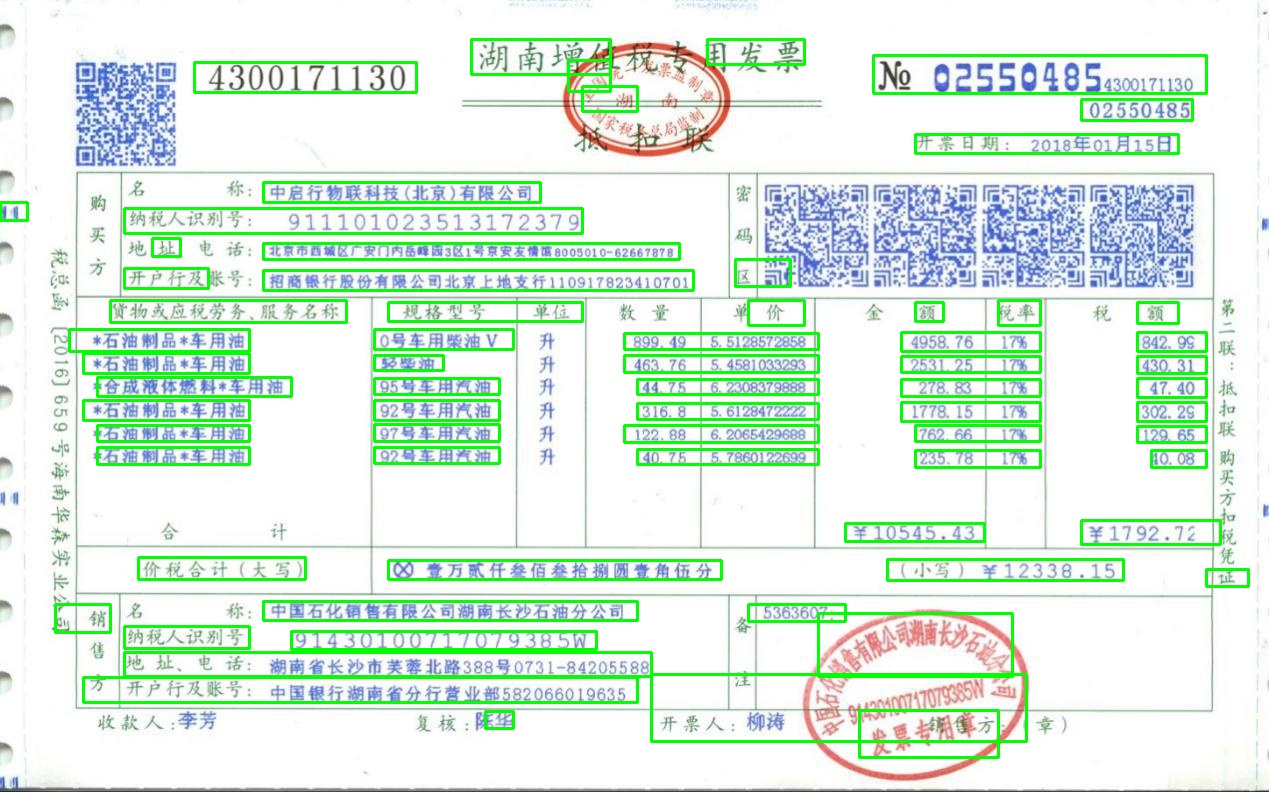 湖南增值税专用发票
4300171130
№ 02550485 4300171130
02550485
全国统一发票监制章
湖南
国家税务总局监制
抵扣联
开票日期: 2018年01月15日
购买方
名称: 中启行物联科技(北京)有限公司
纳税人识别号: 911101023513172379
地址、电话: 北京市西城区广安门内岳峰园3区1号京安友情馆8005010-62667878
开户行及账号: 招商银行股份有限公司北京上地支行110917823410701
密码区
货物或应税劳务、服务名称 规格型号 单位 数量 单价 金额 税率 税额
*石油制品*车用油 0号车用柴油Ⅴ 升 899.49 5.5128572858 4958.76 17% 842.99
*石油制品*车用油 轻柴油 升 463.76 5.4581033293 2531.25 17% 430.31
*合成液体燃料*车用油 95号车用汽油 升 44.75 6.2308379888 278.83 17% 47.40
*石油制品*车用油 92号车用汽油 升 316.8 5.6128472222 1778.15 17% 302.29
*石油制品*车用油 97号车用汽油 升 122.88 6.2065429688 762.66 17% 129.65
*石油制品*车用油 92号车用汽油 升 40.75 5.7860122699 235.78 17% 40.08
合计 ¥10545.43 ¥1792.72
价税合计(大写) ⊗ 壹万贰仟叁佰叁拾捌圆壹角伍分 (小写) ¥12338.15
销售方
名称: 中国石化销售有限公司湖南长沙石油分公司
纳税人识别号: 91430100717079385W
地址、电话: 湖南省长沙市芙蓉北路388号0731-84205588
开户行及账号: 中国银行湖南省分行营业部582066019635
备注
5363607;
中国石化销售有限公司湖南长沙石油分公司
91430100717079385W
发票专用章
收款人: 李芳 复核: 陈华 开票人: 柳涛 销售方: (章)
税总函〔2016〕659号海南华森实业公司
第二联: 抵扣联 购买方扣税凭证